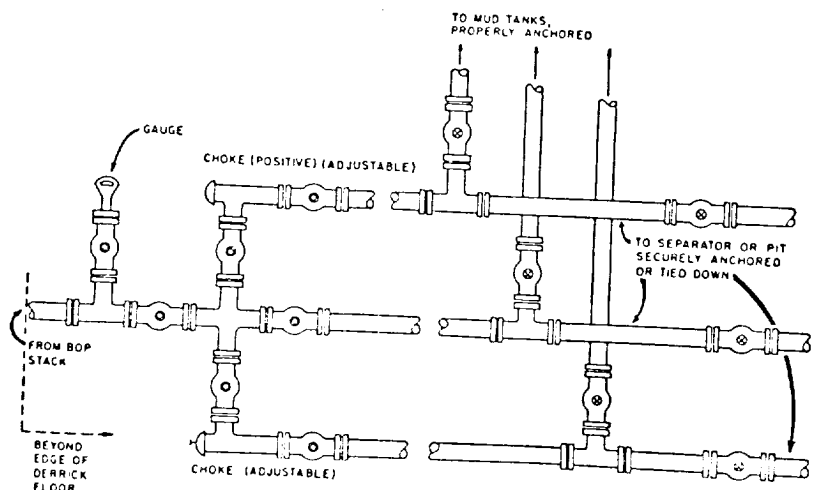 TO MUD TANKS,
PROPERLY ANCHORED
GAUGE
CHOKE (POSITIVE) (ADJUSTABLE)
TO SEPARATOR OR PIT
SECURELY ANCHORED
OR TIED DOWN
FROM BOP
STACK
BEYOND
EDGE OF
DERRICK
FLOOR
CHOKE (ADJUSTABLE)